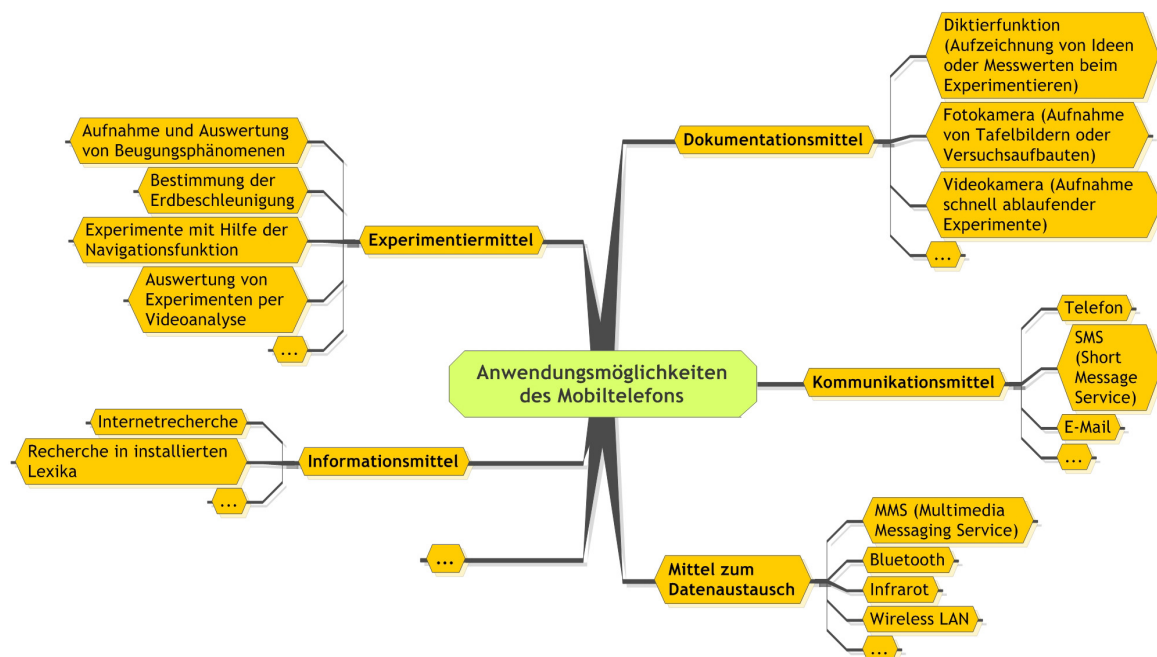 Anwendungsmöglichkeiten
des Mobiltelefons
Dokumentationsmittel
Diktierfunktion
(Aufzeichnung von Ideen
oder Messwerten beim
Experimentieren)
Fotokamera (Aufnahme
von Tafelbildern oder
Versuchsaufbauten)
Videokamera (Aufnahme
schnell ablaufender
Experimente)
...
Kommunikationsmittel
Telefon
SMS
(Short
Message
Service)
E-Mail
...
Mittel zum
Datenaustausch
MMS (Multimedia
Messaging Service)
Bluetooth
Infrarot
Wireless LAN
...
Experimentiermittel
Aufnahme und Auswertung
von Beugungsphänomenen
Bestimmung der
Erdbeschleunigung
Experimente mit Hilfe der
Navigationsfunktion
Auswertung von
Experimenten per
Videoanalyse
...
Informationsmittel
Internetrecherche
Recherche in installierten
Lexika
...
...